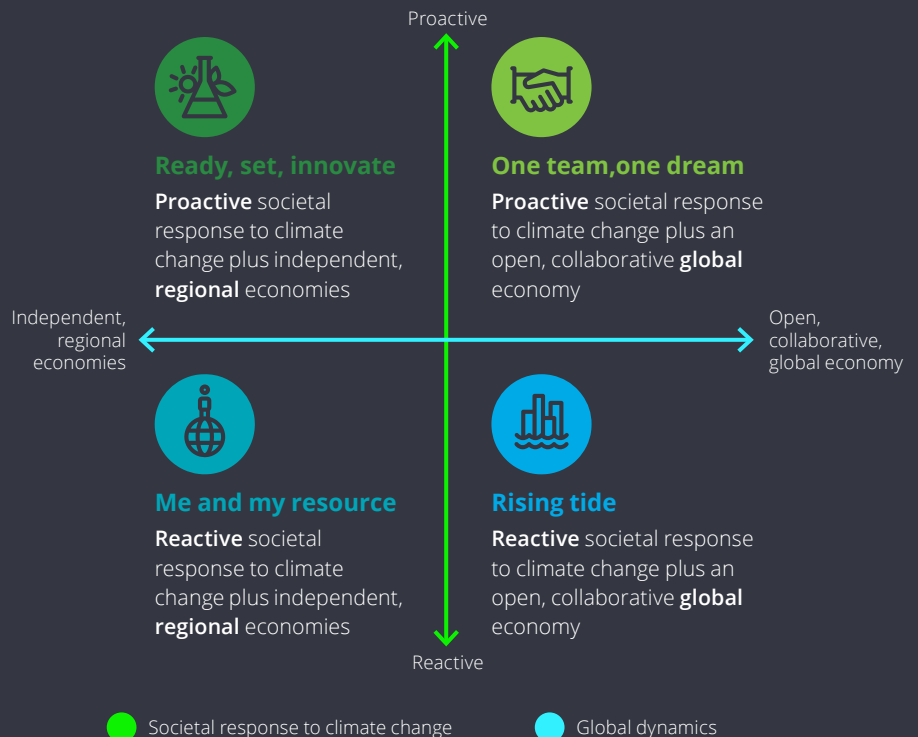 Proactive
Ready, set, innovate
Proactive societal
response to climate
change plus independent,
regional economies
One team,one dream
Proactive societal response
to climate change plus an
open, collaborative global
economy
Independent,
regional
economies
Open,
collaborative,
global economy
Me and my resource
Reactive societal
response to climate
change plus independent,
regional economies
Rising tide
Reactive societal response
to climate change plus an
open, collaborative global
economy
Reactive
Societal response to climate change
Global dynamics